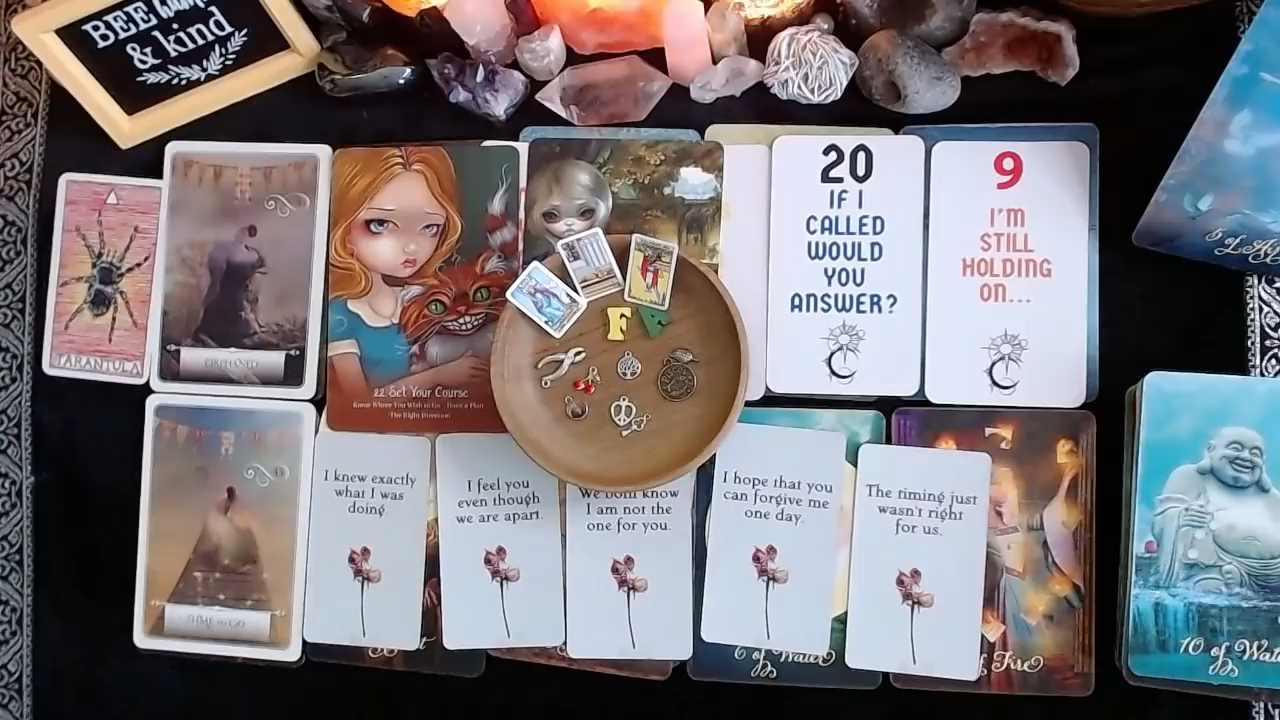 BEE
& kind
TARANTULA
ORPHANED
22 Set Your Course
Know Where You Wish to Go - Have a Plan
The Right Direction
20
IF I
CALLED
WOULD
YOU
ANSWER?
9
I'M
STILL
HOLDING
ON...
5 of
F
TIME to GO
I knew exactly
what I was
doing.
I feel you
even though
we are apart.
We both know
I am not the
one for you.
I hope that you
can forgive me
one day.
The timing just
wasn't right
for us.
6 of Water
of Fire
10 of Wat